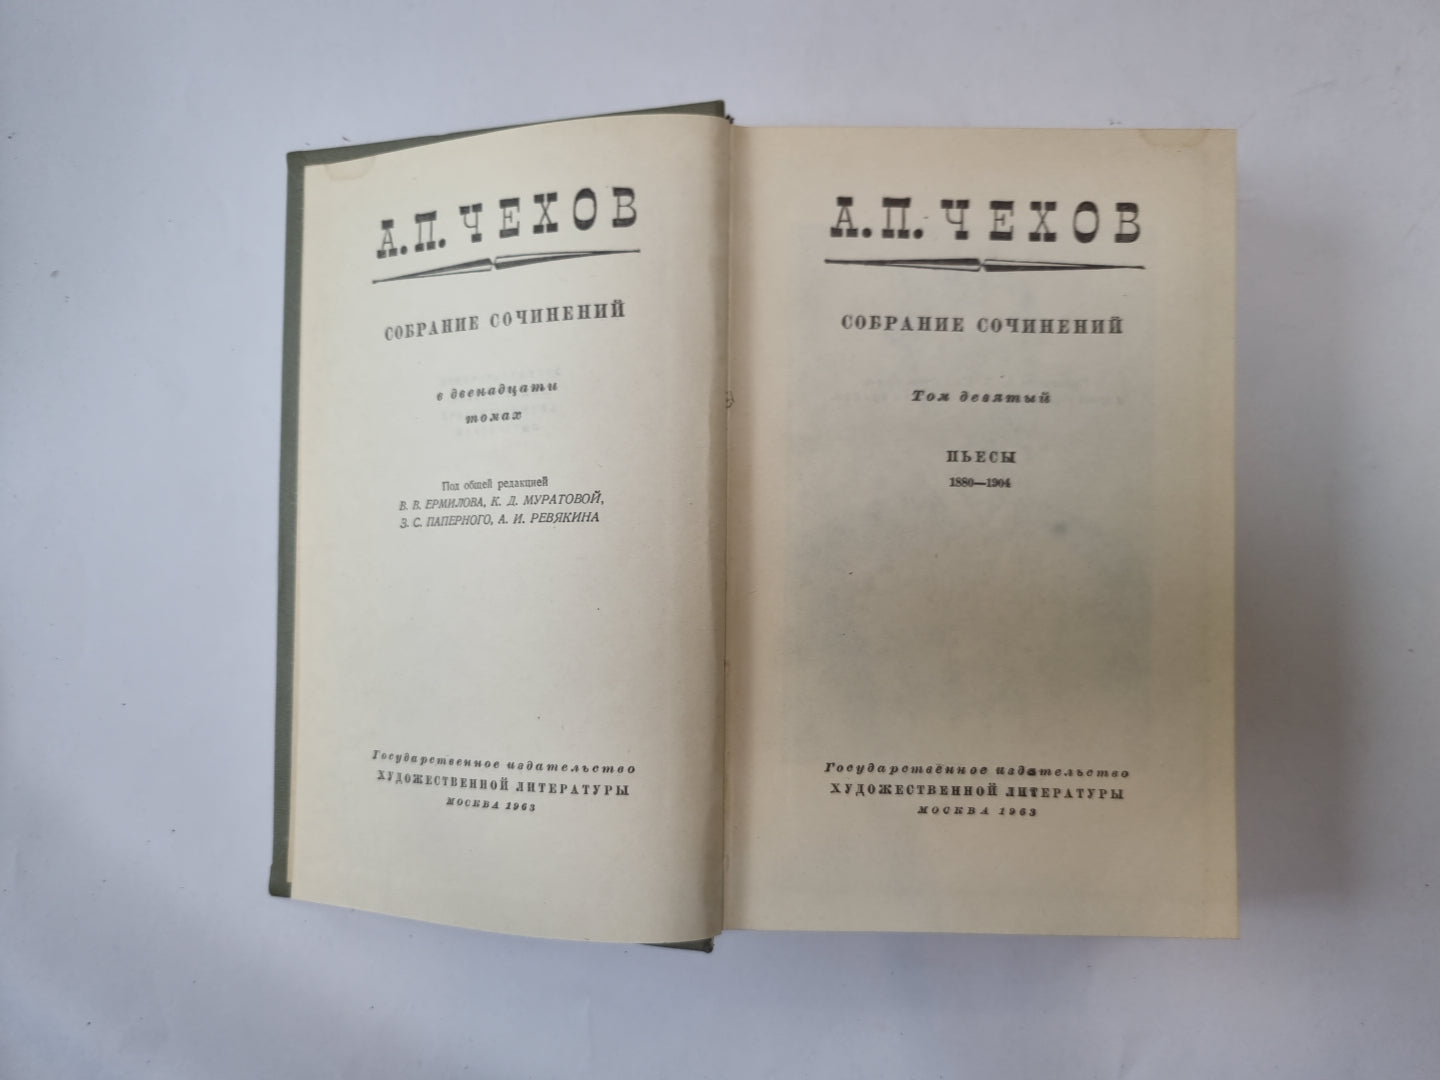 А. П. ЧЕХОВ
СОБРАНИЕ СОЧИНЕНИЙ
в двенадцати
томах
Под общей редакцией
В. В. ЕРМИЛОВА, К. Д. МУРАТОВОЙ,
З. С. ПАПЕРНОГО, А. И. РЕВЯКИНА
Государственное издательство
ХУДОЖЕСТВЕННОЙ ЛИТЕРАТУРЫ
МОСКВА 1963
А. П. ЧЕХОВ
СОБРАНИЕ СОЧИНЕНИЙ
Том девятый
ПЬЕСЫ
1880—1904
Государственное издательство
ХУДОЖЕСТВЕННОЙ ЛИТЕРАТУРЫ
МОСКВА 1963